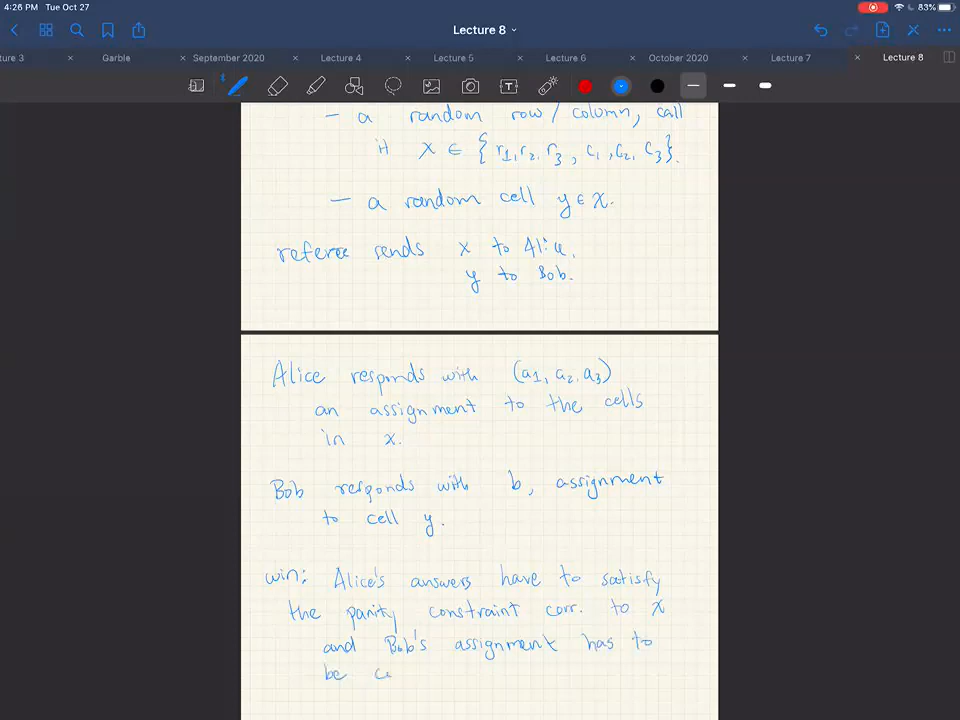 4:26 PM Tue Oct 27
83%
Lecture 8
ture 3
Garble
September 2020
Lecture 4
Lecture 5
Lecture 6
October 2020
Lecture 7
Lecture 8
- a random row / column, call
it x ∈ {r1, r2, r3, c1, c2, c3}.
- a random cell y ∈ x.
referee sends x to Alice,
y to Bob.
Alice responds with (a1, a2, a3)
an assignment to the cells
in x.
Bob responds with b, assignment
to cell y.
win: Alice's answers have to satisfy
the parity constraint corr. to x
and Bob's assignment has to
be c